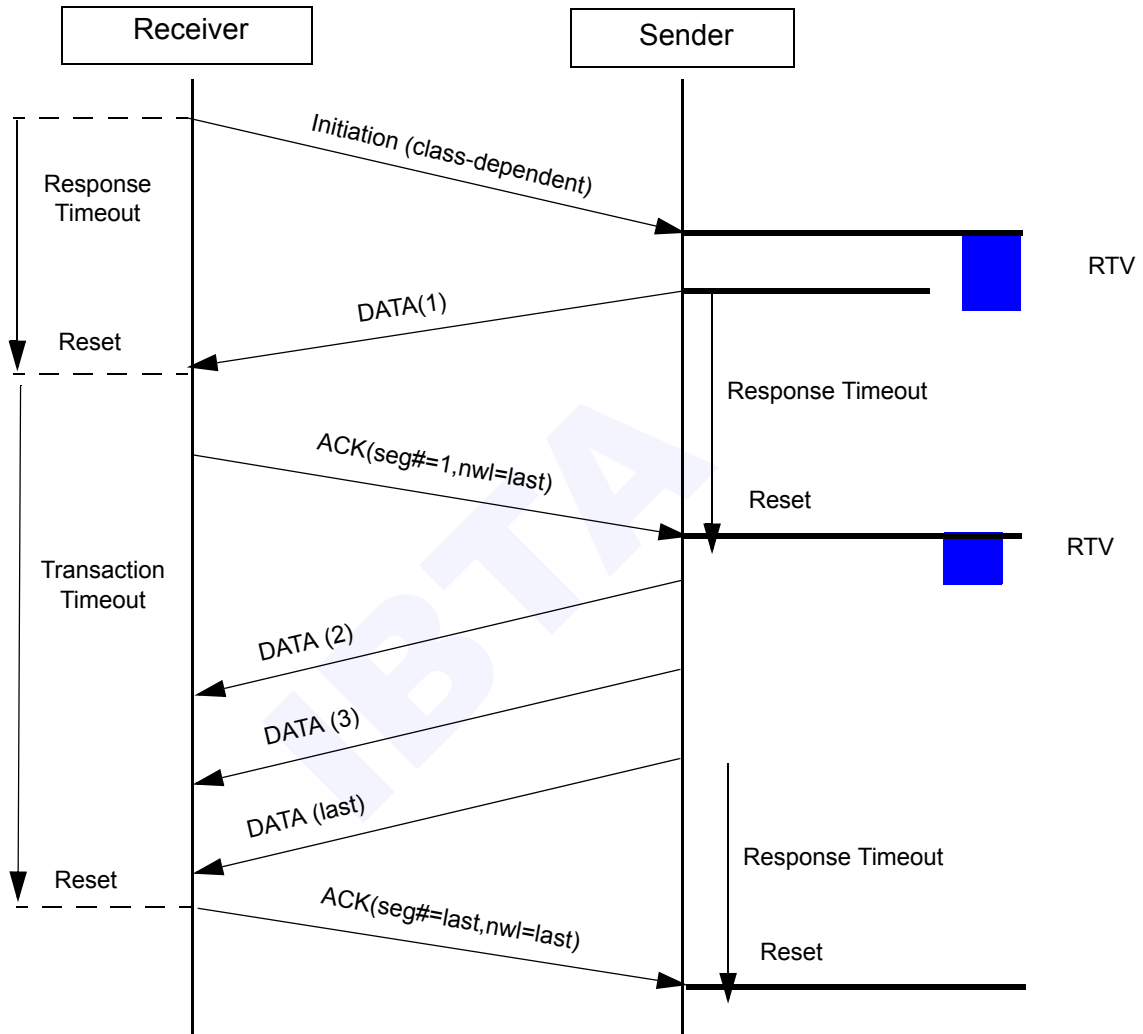 Receiver
Sender
Initiation (class-dependent)
Response
Timeout
RTV
DATA(1)
Reset
Response Timeout
ACK(seg#=1,nwl=last)
Reset
RTV
Transaction
Timeout
DATA (2)
DATA (3)
DATA (last)
Response Timeout
Reset
ACK(seg#=last,nwl=last)
Reset
IBTA